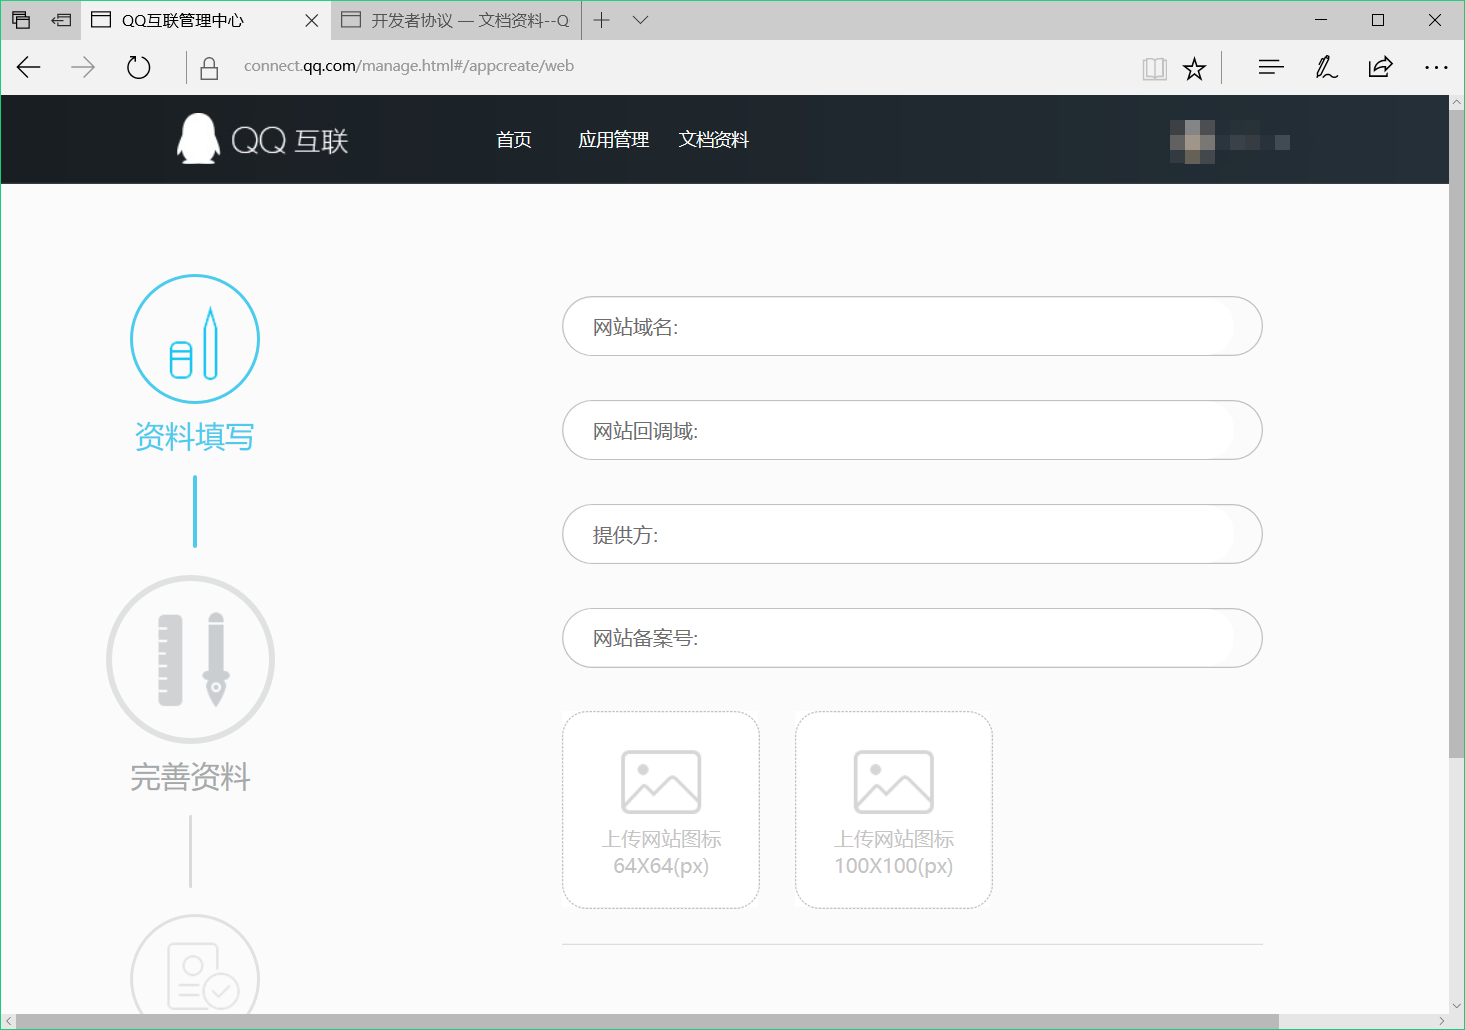 QQ互联管理中心
开发者协议 — 文档资料--Q
connect.qq.com/manage.html#/appcreate/web
QQ 互联
首页 应用管理 文档资料
网站域名:
网站回调域:
提供方:
网站备案号:
上传网站图标
64X64(px)
上传网站图标
100X100(px)
资料填写
完善资料